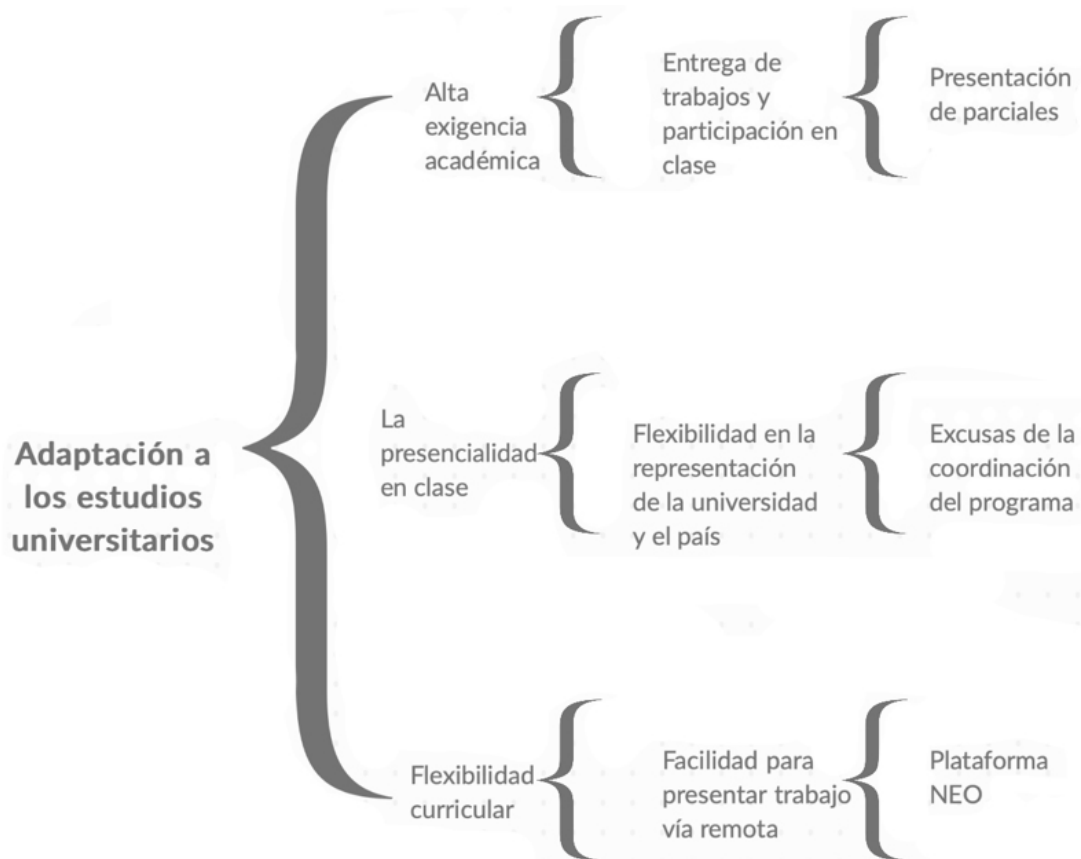 Adaptación a
los estudios
universitarios
Alta
exigencia
académica
Entrega de
trabajos y
participación en
clase
Presentación
de parciales
La
presencialidad
en clase
Flexibilidad en la
representación
de la universidad
y el país
Excusas de la
coordinación
del programa
Flexibilidad
curricular
Facilidad para
presentar trabajo
vía remota
Plataforma
NEO